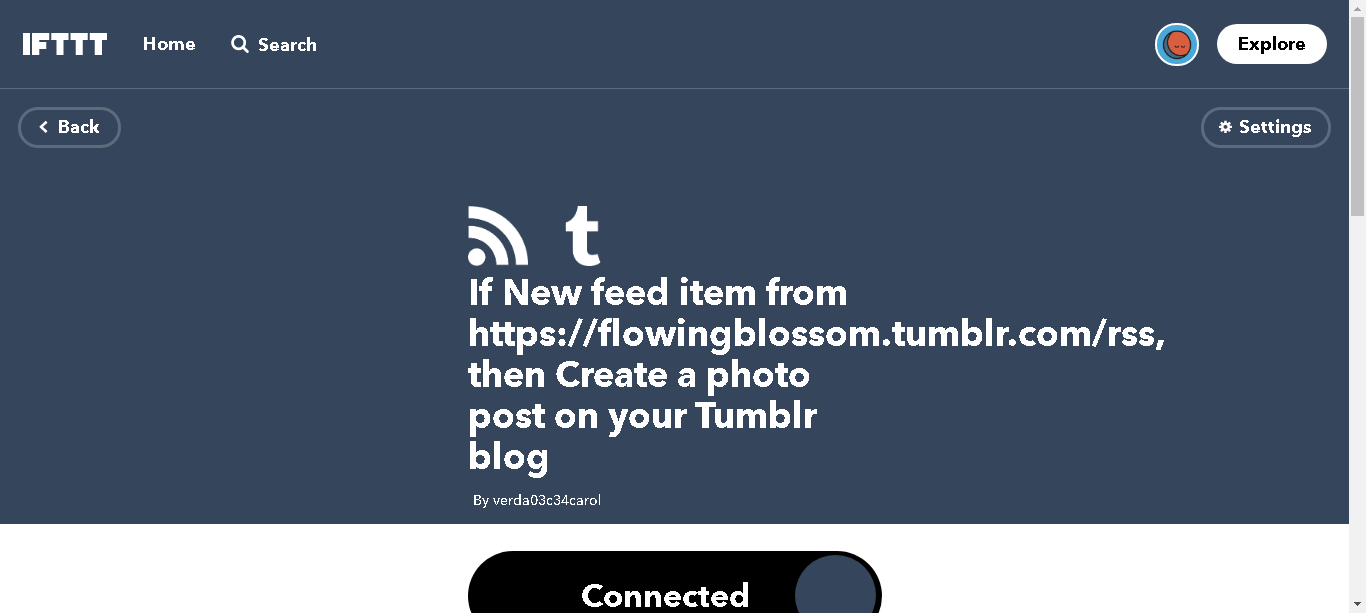 IFTTT Home Search Explore
Back Settings
t
If New feed item from
https://flowingblossom.tumblr.com/rss,
then Create a photo
post on your Tumblr
blog
By verda03c34carol
Connected